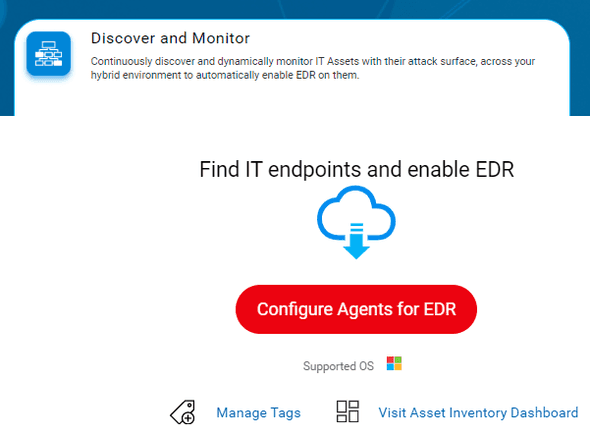 Discover and Monitor
Continuously discover and dynamically monitor IT Assets with their attack surface, across your
hybrid environment to automatically enable EDR on them.
Find IT endpoints and enable EDR
Configure Agents for EDR
Supported OS
Manage Tags
Visit Asset Inventory Dashboard